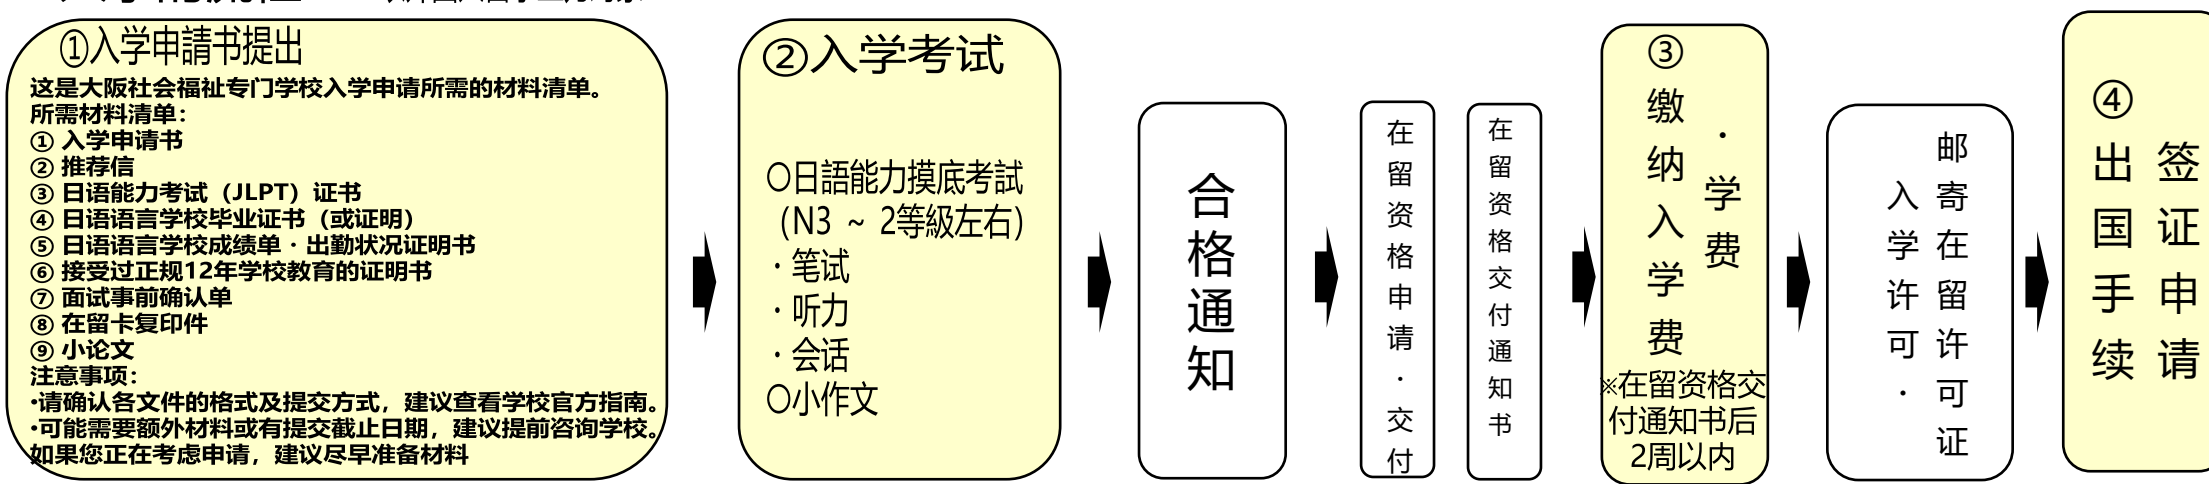 ①入学申請书提出
这是大阪社会福祉专门学校入学申请所需的材料清单。
所需材料清单：
① 入学申请书
② 推荐信
③ 日语能力考试（JLPT）证书
④ 日语语言学校毕业证书（或证明）
⑤ 日语语言学校成绩单・出勤状况证明书
⑥ 接受过正规12年学校教育的证明书
⑦ 面试事前确认单
⑧ 在留卡复印件
⑨ 小论文
注意事项：
•请确认各文件的格式及提交方式，建议查看学校官方指南。
•可能需要额外材料或有提交截止日期，建议提前咨询学校。
如果您正在考虑申请，建议尽早准备材料
②入学考试
〇日語能力摸底考試
（N3 ～ 2等級左右）
・笔试
・听力
・会话
〇小作文
合格通知
在留资格申请・交付
在留资格交付通知书
③缴纳入学费
・学费
※在留资格交
付通知书后
2周以内
入学许可・
邮寄在留许可证
④出国手续
签证申请